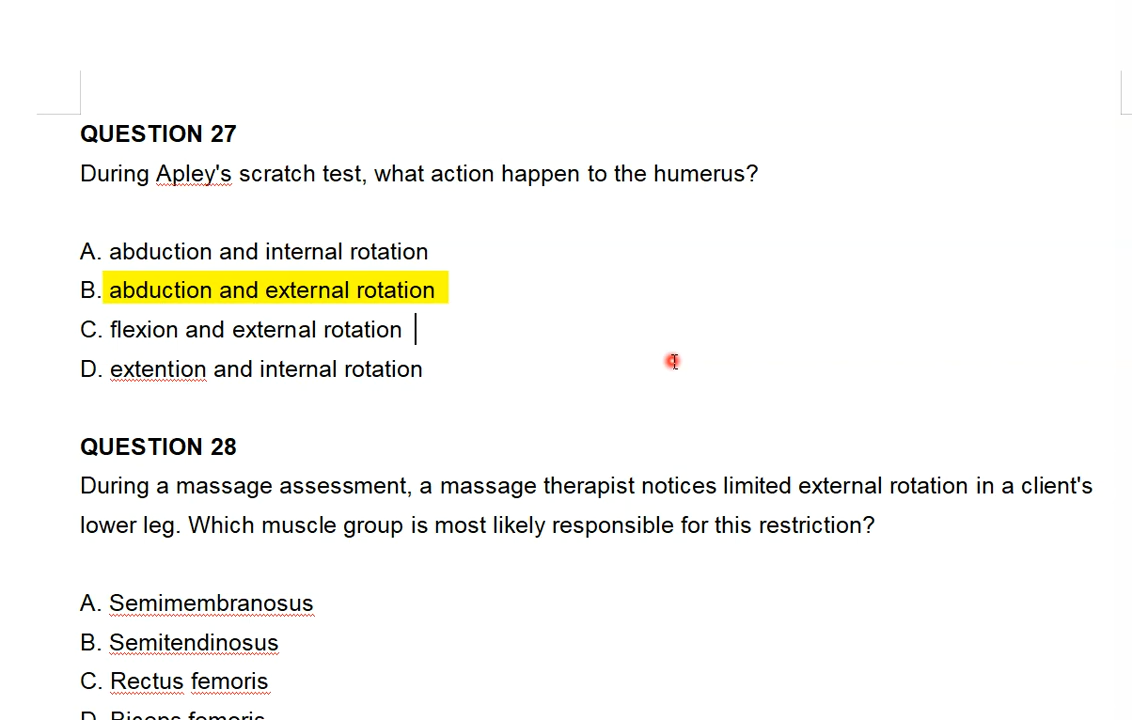 QUESTION 27
During Apley's scratch test, what action happen to the humerus?
A. abduction and internal rotation
B. abduction and external rotation
C. flexion and external rotation
D. extention and internal rotation
QUESTION 28
During a massage assessment, a massage therapist notices limited external rotation in a client's
lower leg. Which muscle group is most likely responsible for this restriction?
A. Semimembranosus
B. Semitendinosus
C. Rectus femoris
D. Biceps femoris